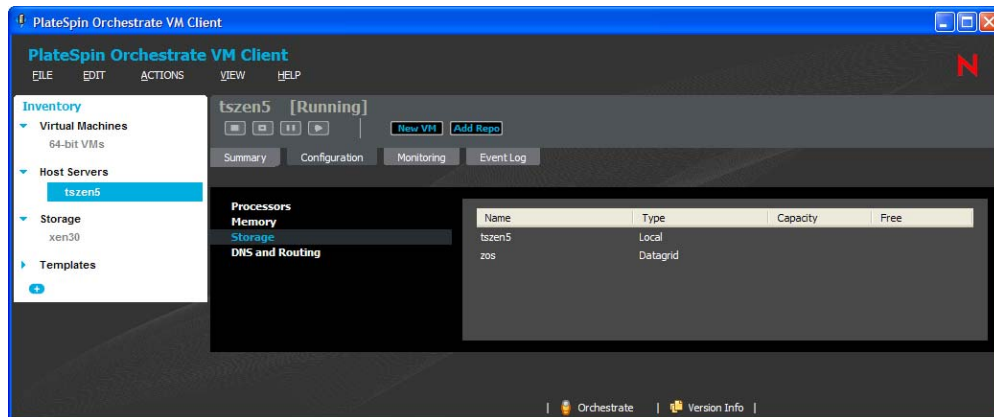 PlateSpin Orchestrate VM Client
PlateSpin Orchestrate VM Client
FILE EDIT ACTIONS VIEW HELP
N
Inventory
Virtual Machines
64-bit VMs
Host Servers
tszen5
Storage
xen30
Templates
tszen5 [Running]
New VM Add Repo
Summary Configuration Monitoring Event Log
Processors
Memory
Storage
DNS and Routing
Name Type Capacity Free
tszen5 Local
zos Datagrid
| Orchestrate | Version Info |